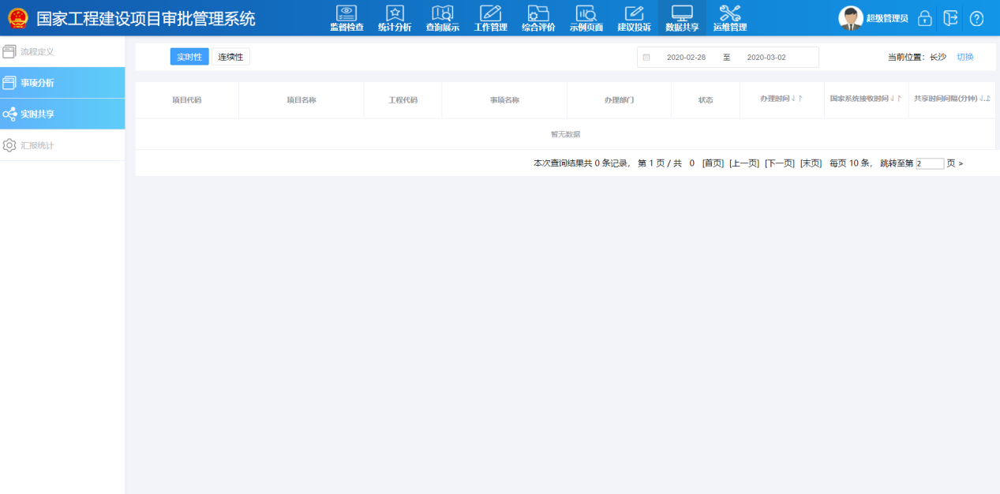 国家工程建设项目审批管理系统
监督检查 统计分析 查询展示 工作管理 综合评价 示例页面 建议投诉 数据共享 运维管理
超级管理员
流程定义
事项分析
实时共享
汇报统计
实时性 连续性
2020-02-28 至 2020-03-02
当前位置：长沙 切换
项目代码 项目名称 工程代码 事项名称 办理部门 状态 办理时间 国家系统接收时间 共享时间间隔(分钟)
暂无数据
本次查询结果共 0 条记录， 第 1 页 / 共 0 [首页] [上一页] [下一页] [末页] 每页 10 条， 跳转至第 2 页 >